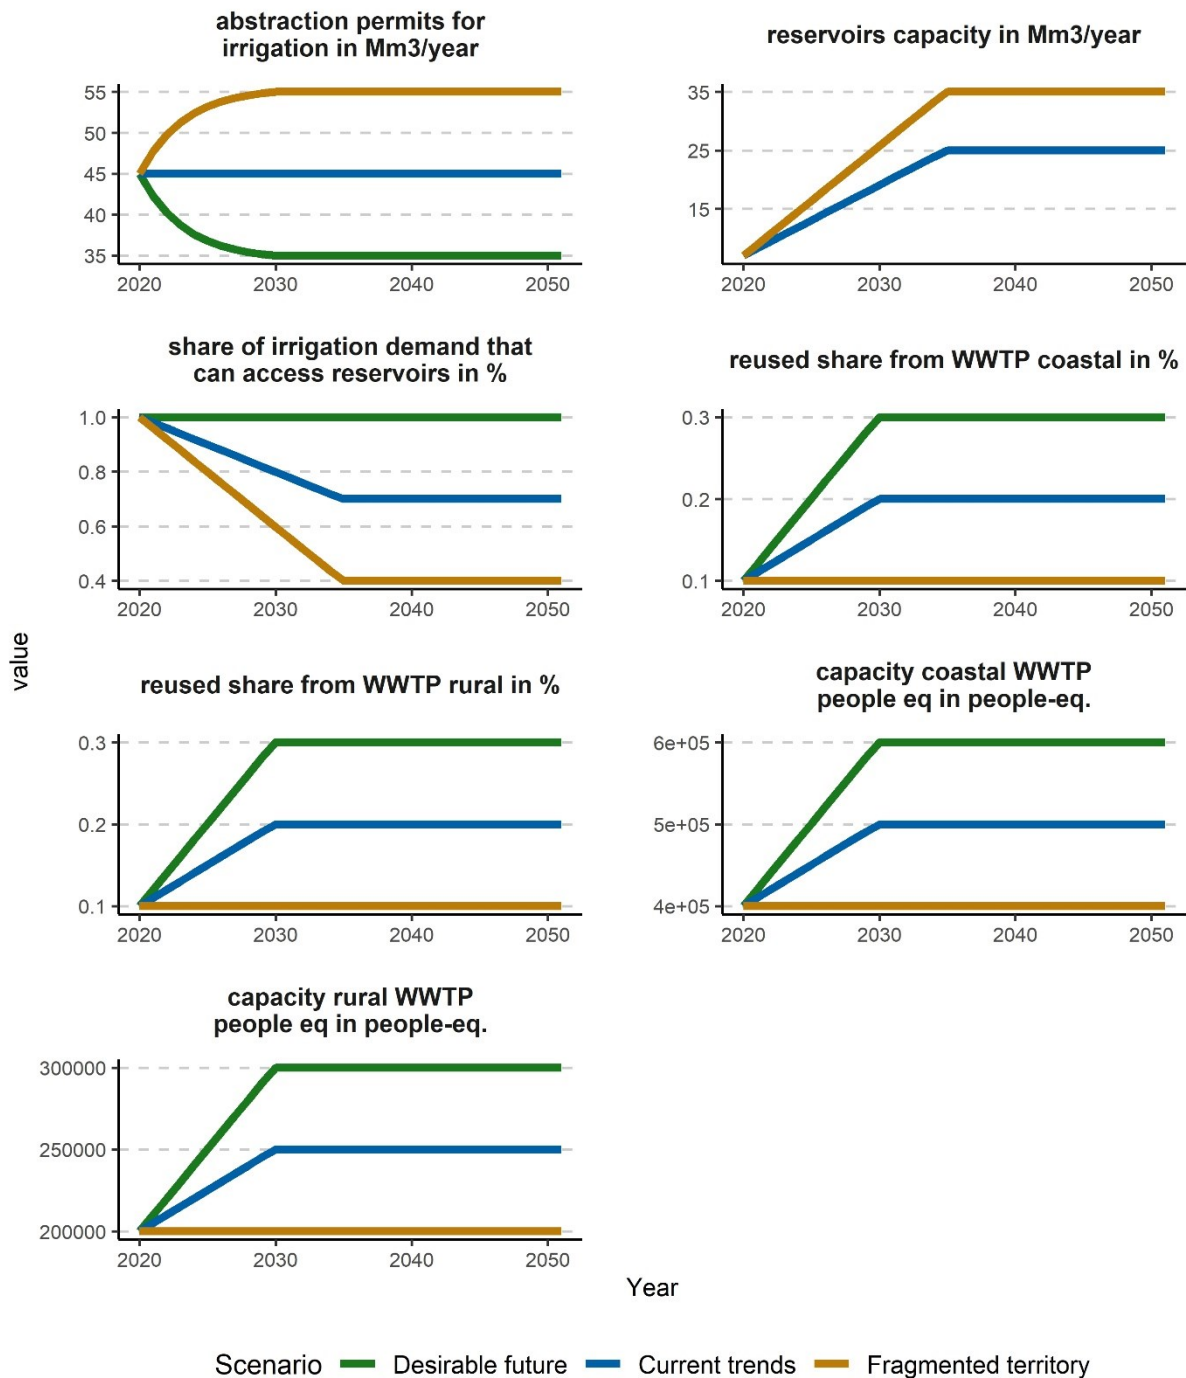 abstraction permits for
irrigation in Mm3/year
55
50
45
40
35
2020 2030 2040 2050
reservoirs capacity in Mm3/year
35
25
15
2020 2030 2040 2050
share of irrigation demand that
can access reservoirs in %
1.0
0.8
0.6
0.4
2020 2030 2040 2050
reused share from WWTP coastal in %
0.3
0.2
0.1
2020 2030 2040 2050
value
reused share from WWTP rural in %
0.3
0.2
0.1
2020 2030 2040 2050
capacity coastal WWTP
people eq in people-eq.
6e+05
5e+05
4e+05
2020 2030 2040 2050
capacity rural WWTP
people eq in people-eq.
300000
250000
200000
2020 2030 2040 2050
Year
Scenario Desirable future Current trends Fragmented territory